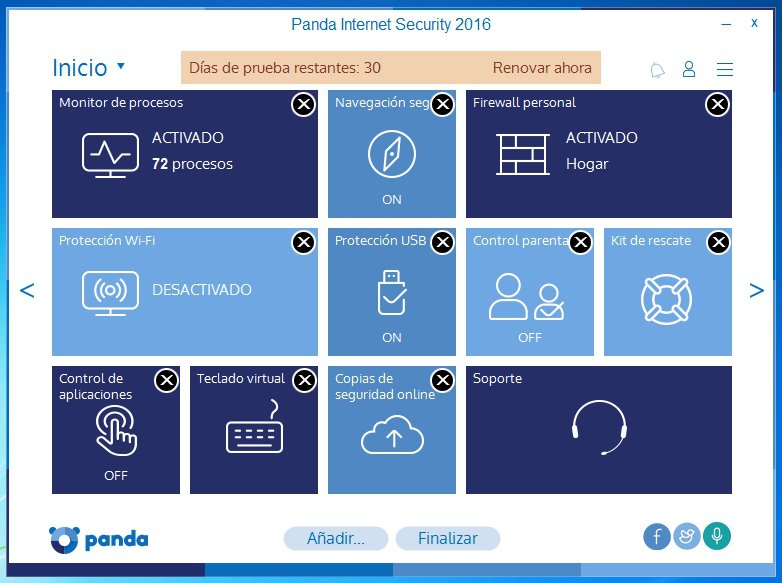 Panda Internet Security 2016
Inicio
Días de prueba restantes: 30 Renovar ahora
Monitor de procesos
ACTIVADO
72 procesos
Navegación seg
ON
Firewall personal
ACTIVADO
Hogar
Protección Wi-Fi
DESACTIVADO
Protección USB
ON
Control parenta
OFF
Kit de rescate
Control de
aplicaciones
OFF
Teclado virtual
Copias de
seguridad online
Soporte
panda
Añadir...
Finalizar